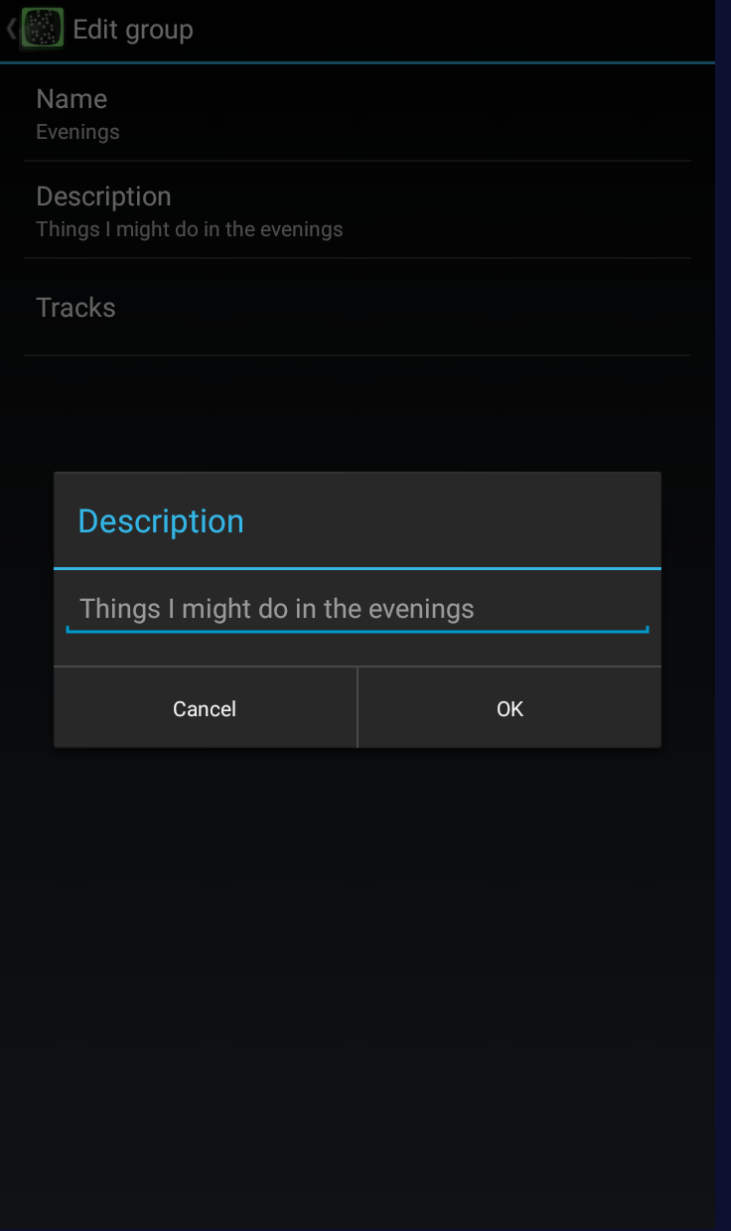 Edit group
Name
Evenings
Description
Things I might do in the evenings
Tracks
Description
Things I might do in the evenings
Cancel
OK